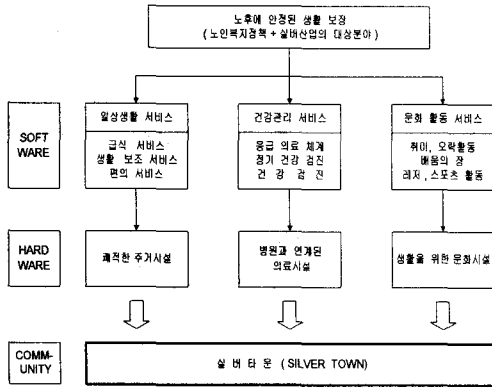 노후에 안정된 생활 보장
(노인복지정책 + 실버산업의 대상분야)
SOFT
WARE
일상생활 서비스
급식 서비스
생활 보조 서비스
편의 서비스
건강관리 서비스
응급 의료 체계
정기 건강 검진
건 강 검 진
문화 활동 서비스
취미, 오락활동
배움의 장
레저, 스포츠 활동
HARD
WARE
쾌적한 주거시설
병원과 연계된
의료시설
생활을 위한 문화시설
COMM-
UNITY
실 버 타 운 (SILVER TOWN)